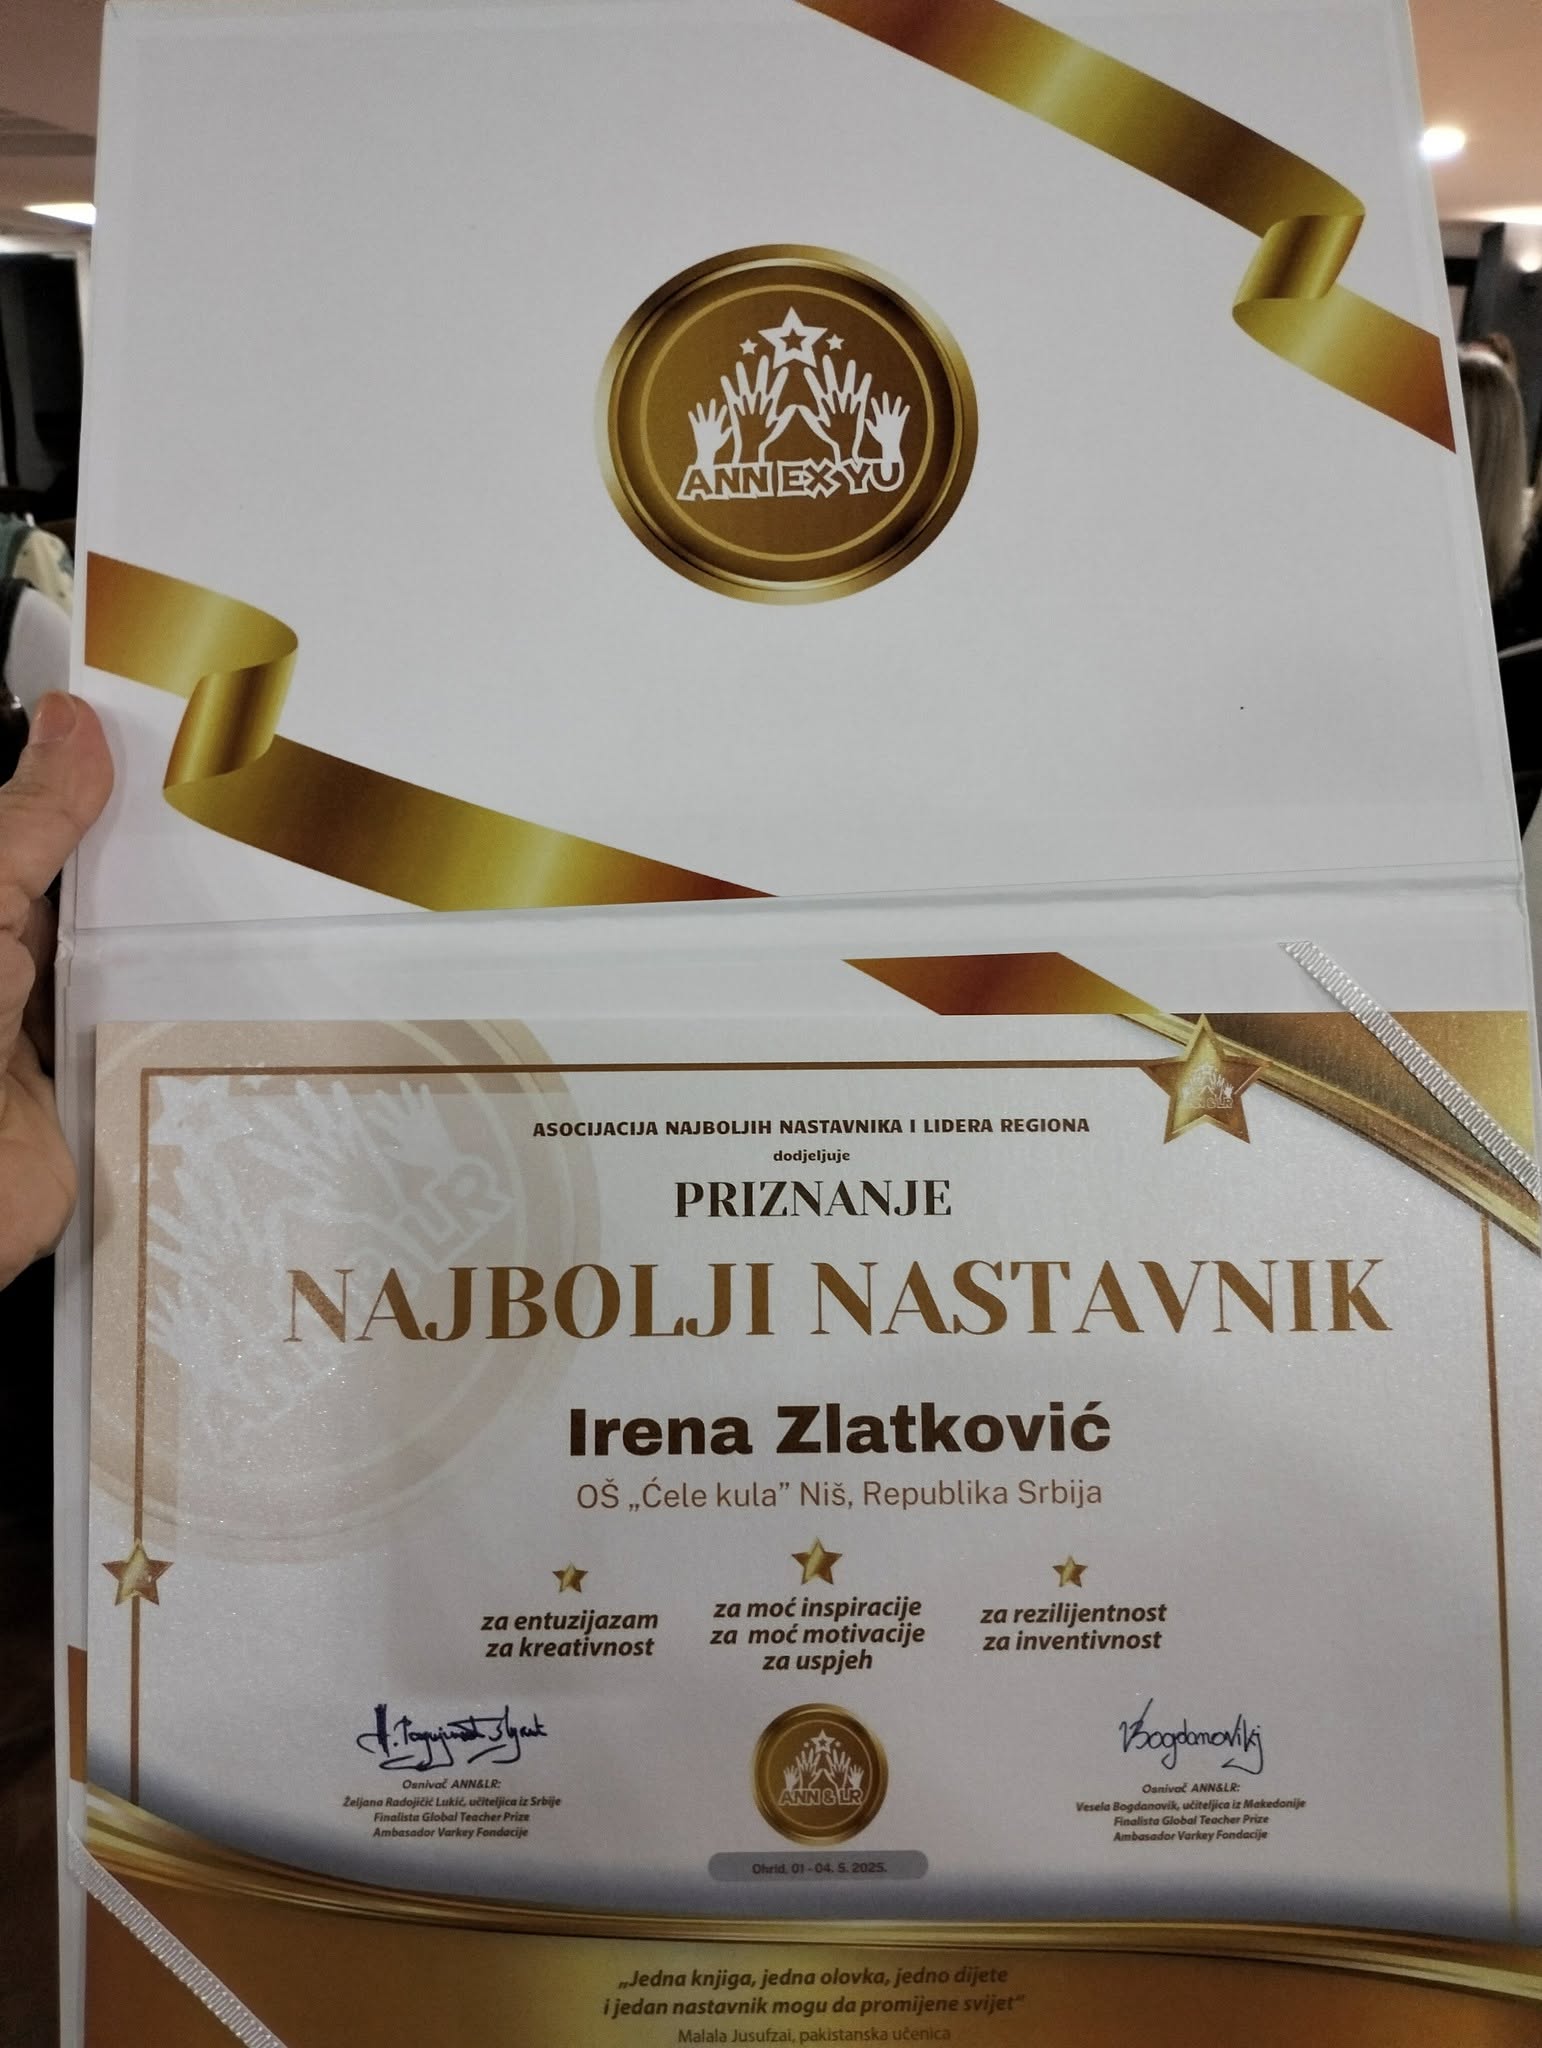 ANN EX YU
ASOCIJACIJA NAJBOLJIH NASTAVNIKA I LIDERA REGIONA
dodjeljuje
PRIZNANJE
NAJBOLJI NASTAVNIK
Irena Zlatković
OŠ „Ćele kula” Niš, Republika Srbija
za entuzijazam
za kreativnost
za moć inspiracije
za moć motivacije
za uspjeh
za rezilijentnost
za inventivnost
Osnivač ANN&LR:
Željana Radojičić Lukić, učiteljica iz Srbije
Finalista Global Teacher Prize
Ambasador Varkey Fondacije
ANN & LR
VBogdanovikj
Osnivač ANN&LR:
Vesela Bogdanovik, učiteljica iz Makedonije
Finalista Global Teacher Prize
Ambasador Varkey Fondacije
Ohrid, 01 - 04. 5. 2025.
„Jedna knjiga, jedna olovka, jedno dijete
i jedan nastavnik mogu da promijene svijet“
Malala Jusufzai, pakistanska učenica